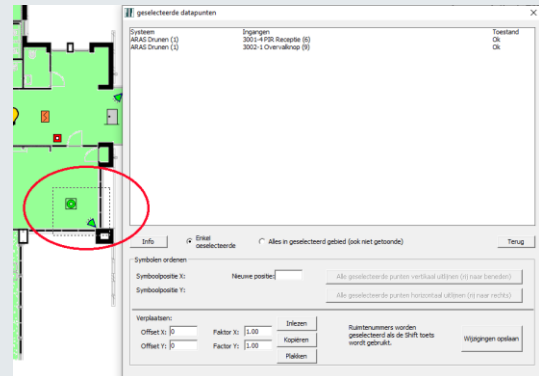 geselecteerde datapunten
Systeem Ingangen Toestand
ARAS Drunen (1) 3001-4 PIR Receptie (6) Ok
ARAS Drunen (1) 3002-1 Overvalknop (9) Ok
Info Enkel geselecteerde Alles in geselecteerd gebied (ook niet getoonde) Terug
Symbolen ordenen
Symboolpositie X: Nieuwe positie: Alle geselecteerde punten vertikaal uitlijnen (n) naar beneden)
Symboolpositie Y: Alle geselecteerde punten horizontaal uitlijnen (n) naar rechts)
Verplaatsen:
Offset X: 0 Faktor X: 1.00 Inlezen
Offset Y: 0 Factor Y: 1.00 Kopiëren
Plakken
Ruimtenummers worden
geselecteerd als de Shift toets
wordt gebruikt.
Wijzigingen opslaan